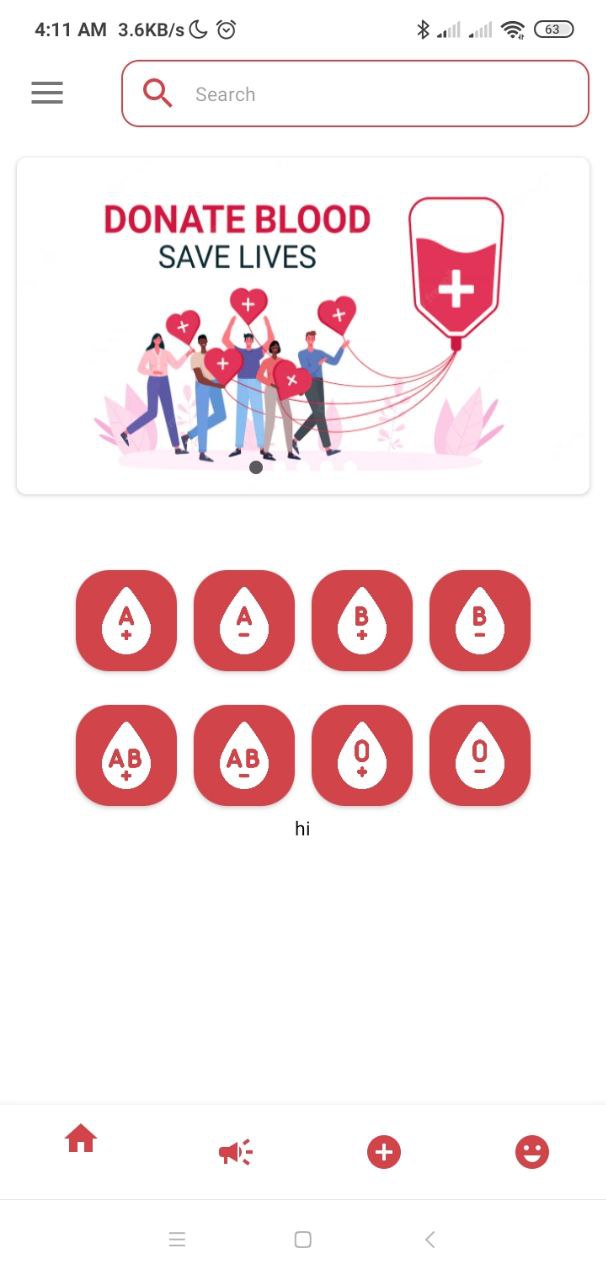 4:11 AM 3.6KB/s
63
Search
DONATE BLOOD
SAVE LIVES
A+ A- B+ B-
AB+ AB- O+ O-
hi